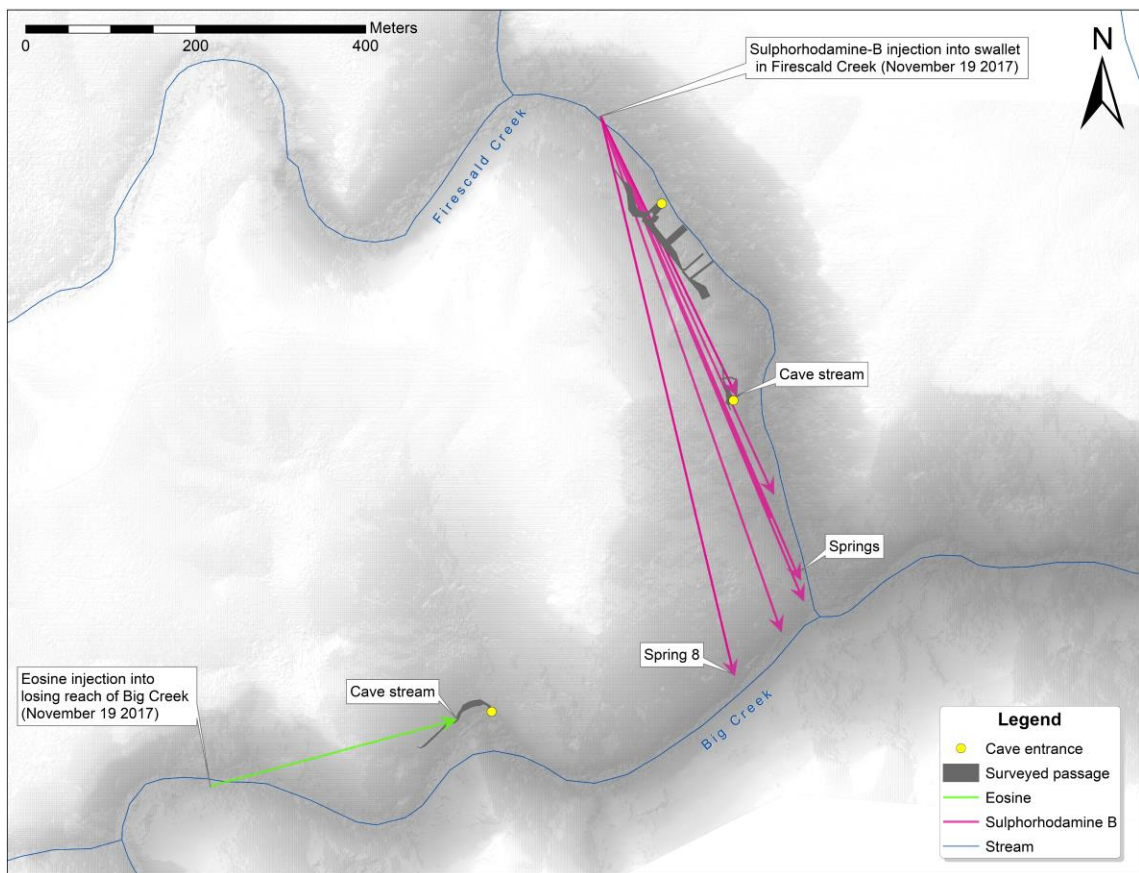 Meters
0 200 400
Sulphorhodamine-B injection into swallet
in Firescald Creek (November 19 2017)
N
Firescald Creek
Cave stream
Springs
Spring 8
Eosine injection into
losing reach of Big Creek
(November 19 2017)
Cave stream
Big Creek
Legend
Cave entrance
Surveyed passage
Eosine
Sulphorhodamine B
Stream